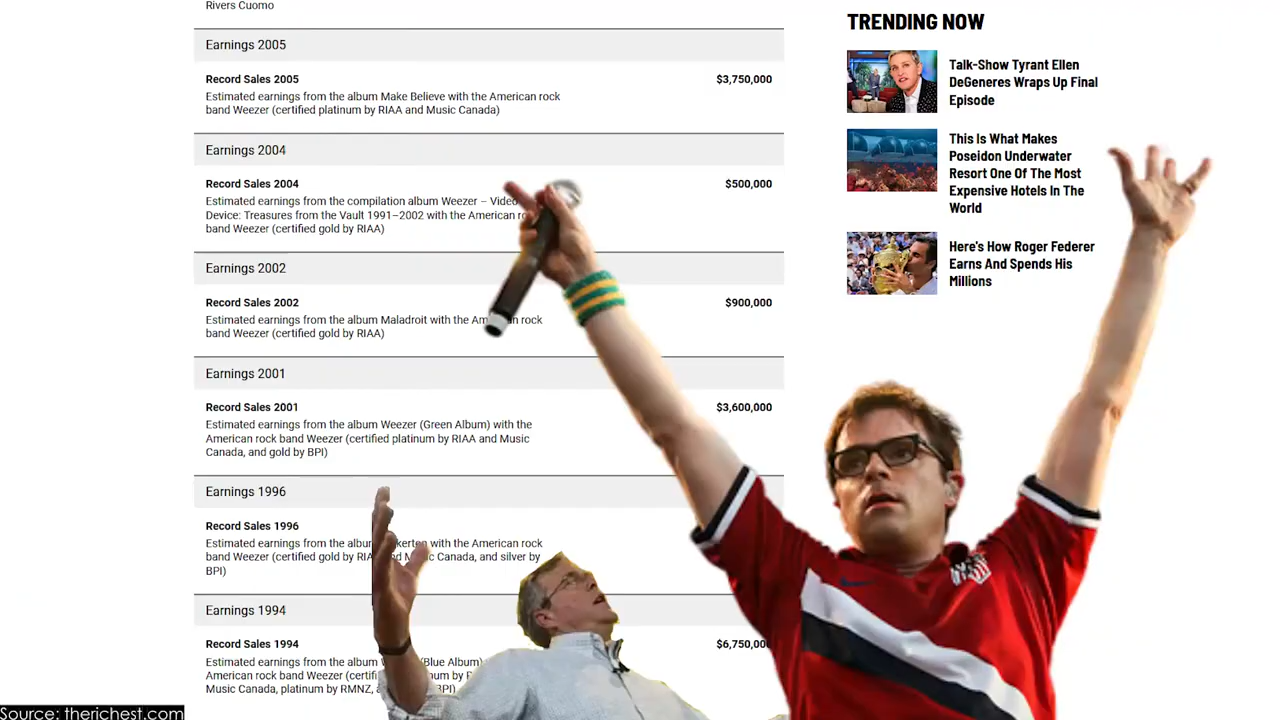 Rivers Cuomo
Earnings 2005
Record Sales 2005
$3,750,000
Estimated earnings from the album Make Believe with the American rock
band Weezer (certified platinum by RIAA and Music Canada)
Earnings 2004
Record Sales 2004
$500,000
Estimated earnings from the compilation album Weezer – Video
Device: Treasures from the Vault 1991–2002 with the American
band Weezer (certified gold by RIAA)
Earnings 2002
Record Sales 2002
$900,000
Estimated earnings from the album Maladroit with the rock
band Weezer (certified gold by RIAA)
Earnings 2001
Record Sales 2001
$3,600,000
Estimated earnings from the album Weezer (Green Album) with the
American rock band Weezer (certified platinum by RIAA and Music
Canada, and gold by BPI)
Earnings 1996
Record Sales 1996
Estimated earnings from the with the American rock
band Weezer (certified gold Canada, and silver by
BPI)
Earnings 1994
Record Sales 1994
$6,750,000
Estimated earnings from the album (Blue Album)
American rock band Weezer
Music Canada, platinum by RMNZ, BPI)
TRENDING NOW
Talk-Show Tyrant Ellen
DeGeneres Wraps Up Final
Episode
This Is What Makes
Poseidon Underwater
Resort One Of The Most
Expensive Hotels In The
World
Here's How Roger Federer
Earns And Spends His
Millions
Source: therichest.com